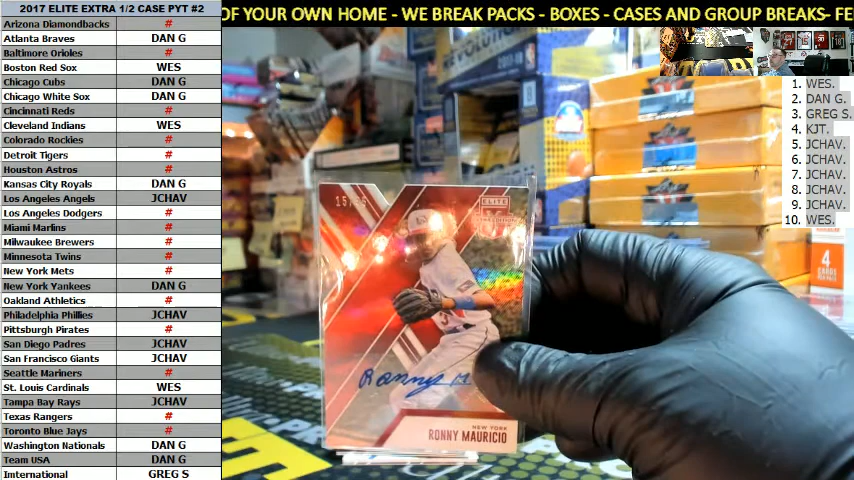 2017 ELITE EXTRA 1/2 CASE PYT #2
Arizona Diamondbacks #
Atlanta Braves DAN G
Baltimore Orioles #
Boston Red Sox WES
Chicago Cubs DAN G
Chicago White Sox DAN G
Cincinnati Reds #
Cleveland Indians WES
Colorado Rockies #
Detroit Tigers #
Houston Astros #
Kansas City Royals DAN G
Los Angeles Angels JCHAV
Los Angeles Dodgers #
Miami Marlins #
Milwaukee Brewers #
Minnesota Twins #
New York Mets #
New York Yankees DAN G
Oakland Athletics #
Philadelphia Phillies JCHAV
Pittsburgh Pirates #
San Diego Padres JCHAV
San Francisco Giants JCHAV
Seattle Mariners #
St. Louis Cardinals WES
Tampa Bay Rays JCHAV
Texas Rangers #
Toronto Blue Jays #
Washington Nationals DAN G
Team USA DAN G
International GREG S
OF YOUR OWN HOME - WE BREAK PACKS - BOXES - CASES AND GROUP BREAKS- FE
1. WES.
2. DAN G.
3. GREG S.
4. KJT.
5. JCHAV.
6. JCHAV.
7. JCHAV.
8. JCHAV.
9. JCHAV.
10. WES.
ELITE
Ronny M
NEW YORK
RONNY MAURICIO
4
CARDS
PER PACK